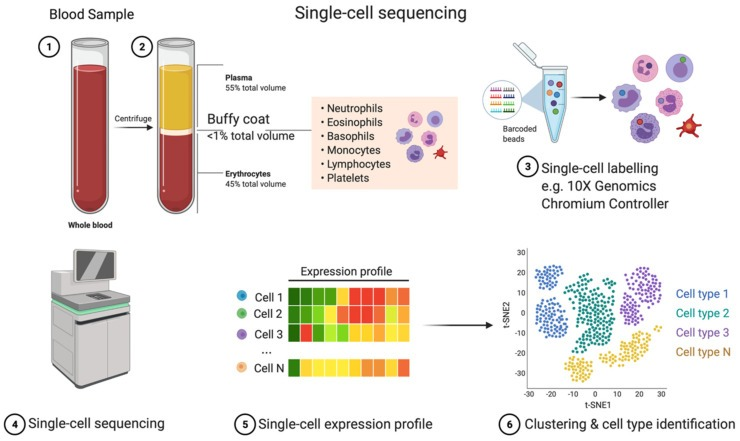 Blood Sample
Single-cell sequencing
1
2
Centrifuge
Whole blood
Plasma
55% total volume
Buffy coat
<1% total volume
Erythrocytes
45% total volume
• Neutrophils
• Eosinophils
• Basophils
• Monocytes
• Lymphocytes
• Platelets
Barcoded
beads
3 Single-cell labelling
e.g. 10X Genomics
Chromium Controller
4 Single-cell sequencing
Expression profile
Cell 1
Cell 2
Cell 3
...
Cell N
5 Single-cell expression profile
t-SNE2
30
20
10
0
-10
-20
-30
-30 -20 -10 0 10 20 30
t-SNE1
Cell type 1
Cell type 2
Cell type 3
Cell type N
6 Clustering & cell type identification